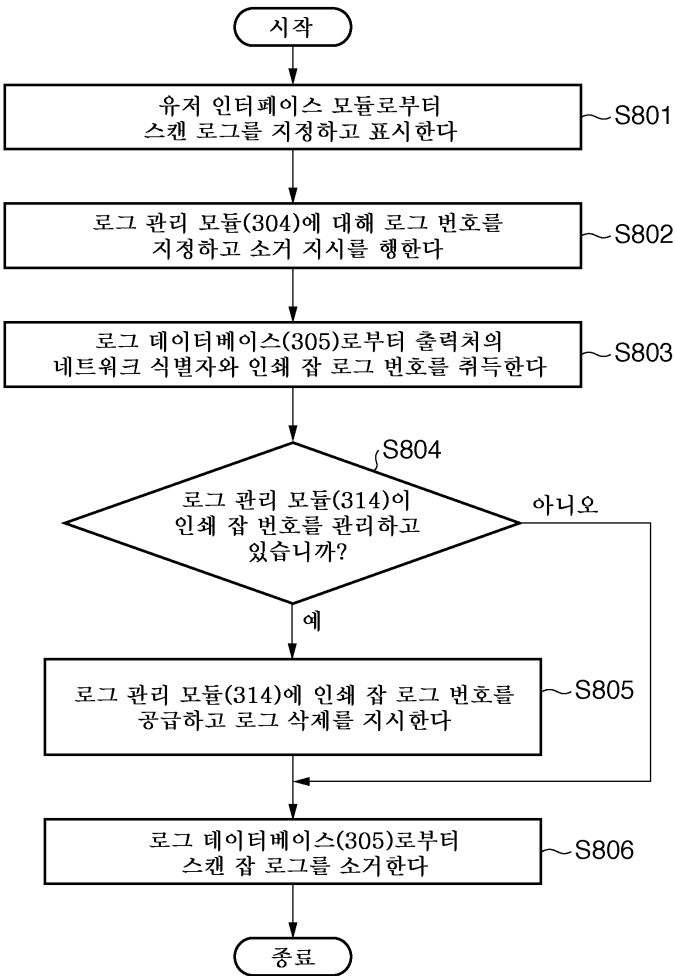 시작
유저 인터페이스 모듈로부터
스캔 로그를 지정하고 표시한다
S801
로그 관리 모듈(304)에 대해 로그 번호를
지정하고 소거 지시를 행한다
S802
로그 데이터베이스(305)로부터 출력처의
네트워크 식별자와 인쇄 잡 로그 번호를 취득한다
S803
S804
로그 관리 모듈(314)이
인쇄 잡 번호를 관리하고
있습니까?
아니오
예
로그 관리 모듈(314)에 인쇄 잡 로그 번호를
공급하고 로그 삭제를 지시한다
S805
로그 데이터베이스(305)로부터
스캔 잡 로그를 소거한다
S806
종료